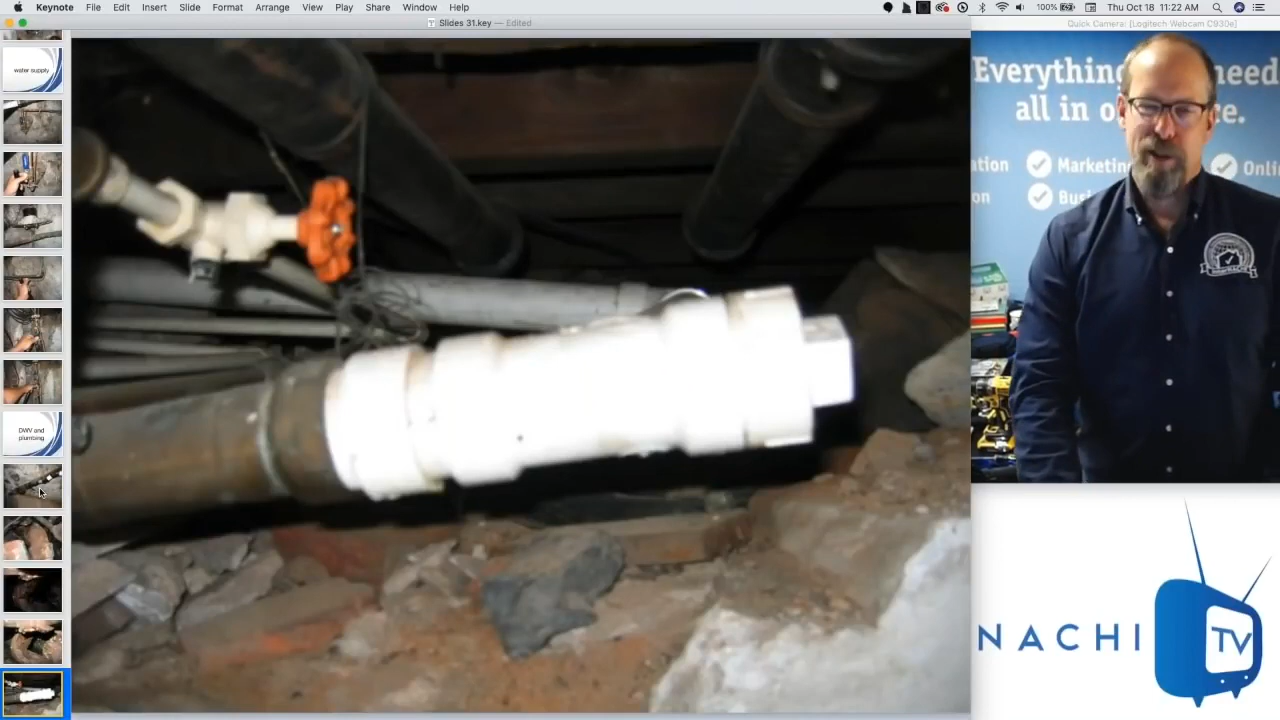 Keynote File Edit Insert Slide Format Arrange View Play Share Window Help 100% Thu Oct 18 11:22 AM
Slides 31.key — Edited
Quick Camera: [Logitech Webcam C930e]
water supply
DWV and
plumbing
Everything need
all in o e.
ation Marketin Onli
on Busi
InterNACHI
NACHI TV